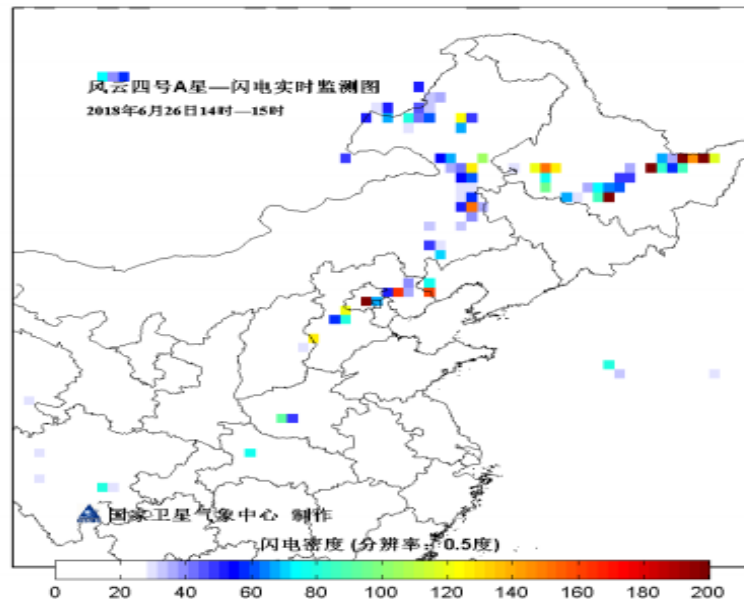 风云四号A星—闪电实时监测图
2018年6月26日14时—15时
国家卫星气象中心 制作
闪电密度 (分辨率：0.5度)
0 20 40 60 80 100 120 140 160 180 200